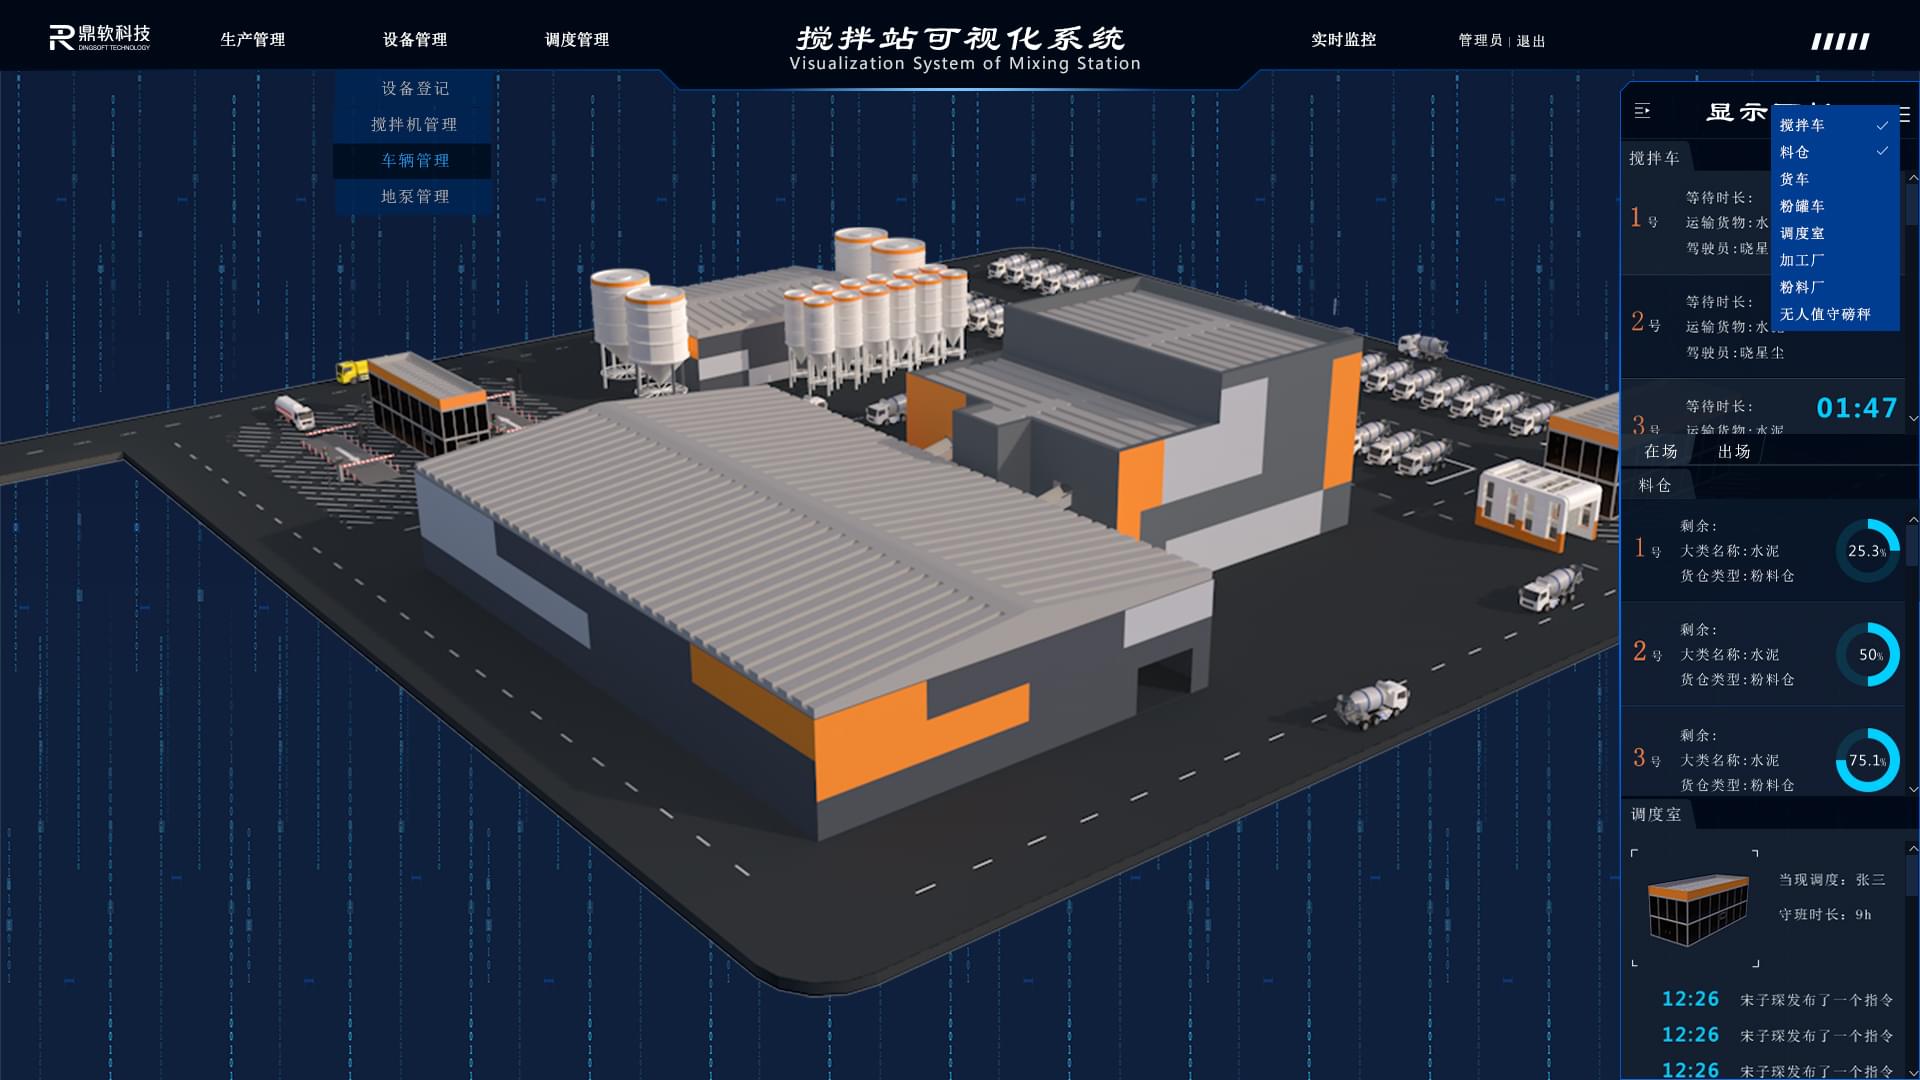 鼎软科技
DINGSOFT TECHNOLOGY
生产管理
设备管理
调度管理
搅拌站可视化系统
Visualization System of Mixing Station
实时监控
管理员 | 退出
设备登记
搅拌机管理
车辆管理
地泵管理
显示
搅拌车
料仓
货车
粉罐车
调度室
加工厂
粉料厂
无人值守磅秤
搅拌车
1号
等待时长:
运输货物:水
驾驶员:晓星
2号
等待时长:
运输货物:水泥
驾驶员:晓星尘
3号
等待时长:
01:47
运输货物:水泥
在场
出场
料仓
1号
剩余:
大类名称:水泥
货仓类型:粉料仓
25.3%
2号
剩余:
大类名称:水泥
货仓类型:粉料仓
50%
3号
剩余:
大类名称:水泥
货仓类型:粉料仓
75.1%
调度室
当现调度: 张三
守班时长: 9h
12:26 宋子琛发布了一个指令
12:26 宋子琛发布了一个指令
12:26 宋子琛发布了一个指令